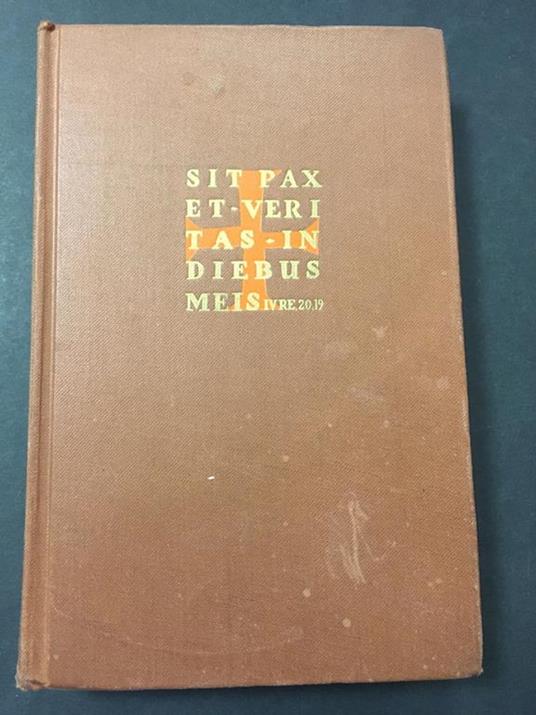 SIT PAX
ET-VERI
TAS-IN
DIEBUS
MEIS IV RE, 20, 19